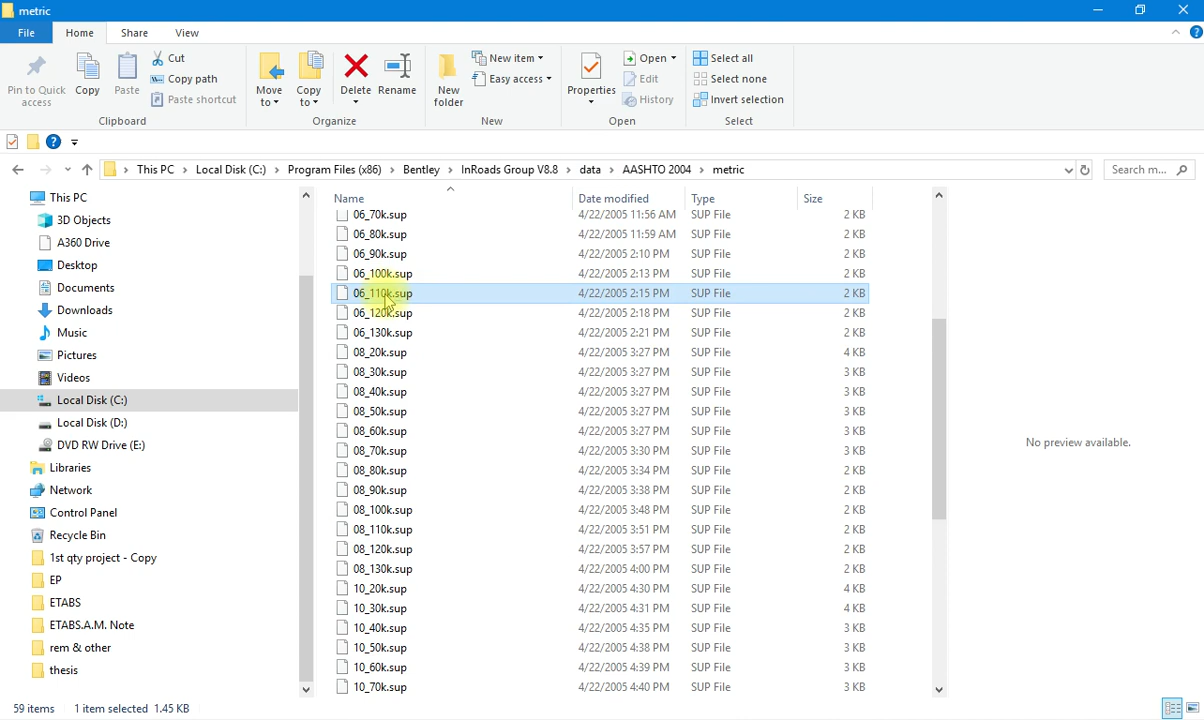 metric
File Home Share View
Pin to Quick access
Copy
Paste
Cut
Copy path
Paste shortcut
Clipboard
Move to
Copy to
Delete
Rename
Organize
New folder
New item
Easy access
New
Properties
Open
Edit
History
Open
Select all
Select none
Invert selection
Select
This PC › Local Disk (C:) › Program Files (x86) › Bentley › InRoads Group V8.8 › data › AASHTO 2004 › metric
Search m...
This PC
3D Objects
A360 Drive
Desktop
Documents
Downloads
Music
Pictures
Videos
Local Disk (C:)
Local Disk (D:)
DVD RW Drive (E:)
Libraries
Network
Control Panel
Recycle Bin
1st qty project - Copy
EP
ETABS
ETABS.A.M. Note
rem & other
thesis
Name Date modified Type Size
06_70k.sup 4/22/2005 11:56 AM SUP File 2 KB
06_80k.sup 4/22/2005 11:59 AM SUP File 2 KB
06_90k.sup 4/22/2005 2:10 PM SUP File 2 KB
06_100k.sup 4/22/2005 2:13 PM SUP File 2 KB
06_110k.sup 4/22/2005 2:15 PM SUP File 2 KB
06_120k.sup 4/22/2005 2:18 PM SUP File 2 KB
06_130k.sup 4/22/2005 2:21 PM SUP File 2 KB
08_20k.sup 4/22/2005 3:27 PM SUP File 4 KB
08_30k.sup 4/22/2005 3:27 PM SUP File 3 KB
08_40k.sup 4/22/2005 3:27 PM SUP File 3 KB
08_50k.sup 4/22/2005 3:27 PM SUP File 3 KB
08_60k.sup 4/22/2005 3:27 PM SUP File 3 KB
08_70k.sup 4/22/2005 3:30 PM SUP File 3 KB
08_80k.sup 4/22/2005 3:34 PM SUP File 2 KB
08_90k.sup 4/22/2005 3:38 PM SUP File 2 KB
08_100k.sup 4/22/2005 3:48 PM SUP File 2 KB
08_110k.sup 4/22/2005 3:51 PM SUP File 2 KB
08_120k.sup 4/22/2005 3:57 PM SUP File 2 KB
08_130k.sup 4/22/2005 4:00 PM SUP File 2 KB
10_20k.sup 4/22/2005 4:30 PM SUP File 4 KB
10_30k.sup 4/22/2005 4:31 PM SUP File 4 KB
10_40k.sup 4/22/2005 4:35 PM SUP File 3 KB
10_50k.sup 4/22/2005 4:38 PM SUP File 3 KB
10_60k.sup 4/22/2005 4:39 PM SUP File 3 KB
10_70k.sup 4/22/2005 4:40 PM SUP File 3 KB
No preview available.
59 items 1 item selected 1.45 KB